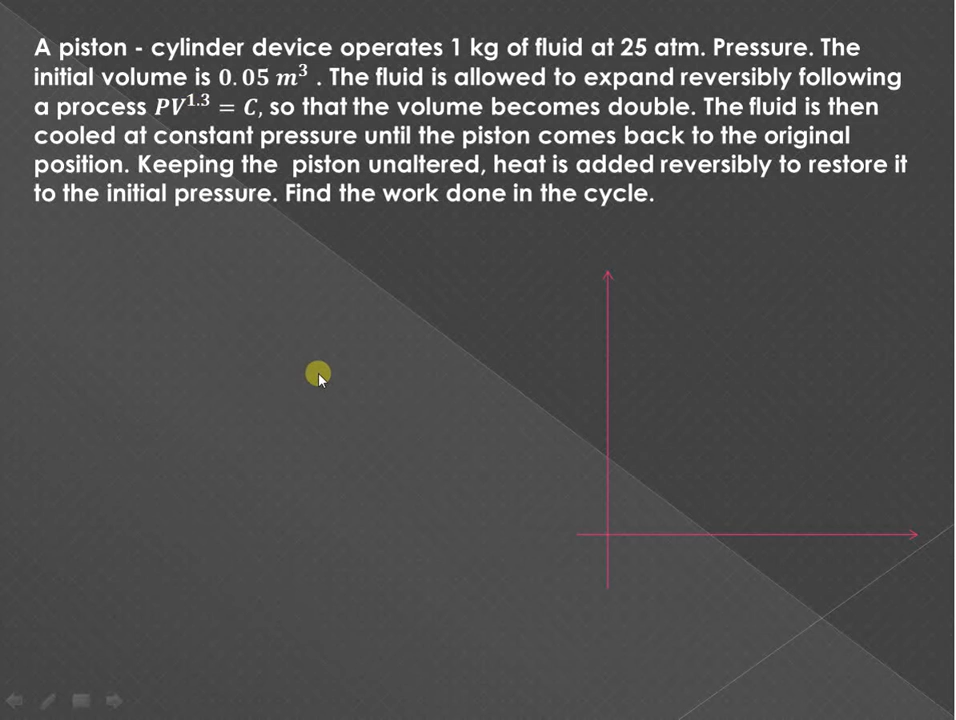 A piston - cylinder device operates 1 kg of fluid at 25 atm. Pressure. The
initial volume is 0.05 m³ . The fluid is allowed to expand reversibly following
a process PV^1.3 = C, so that the volume becomes double. The fluid is then
cooled at constant pressure until the piston comes back to the original
position. Keeping the piston unaltered, heat is added reversibly to restore it
to the initial pressure. Find the work done in the cycle.